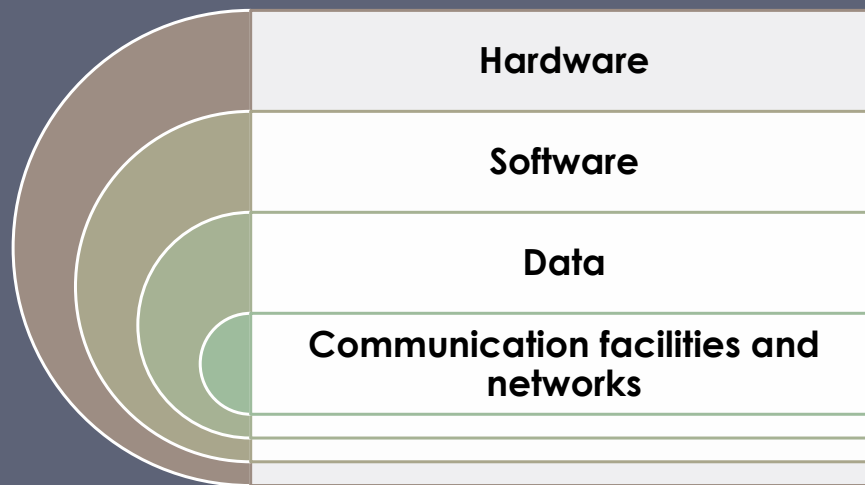 Hardware
Software
Data
Communication facilities and
networks